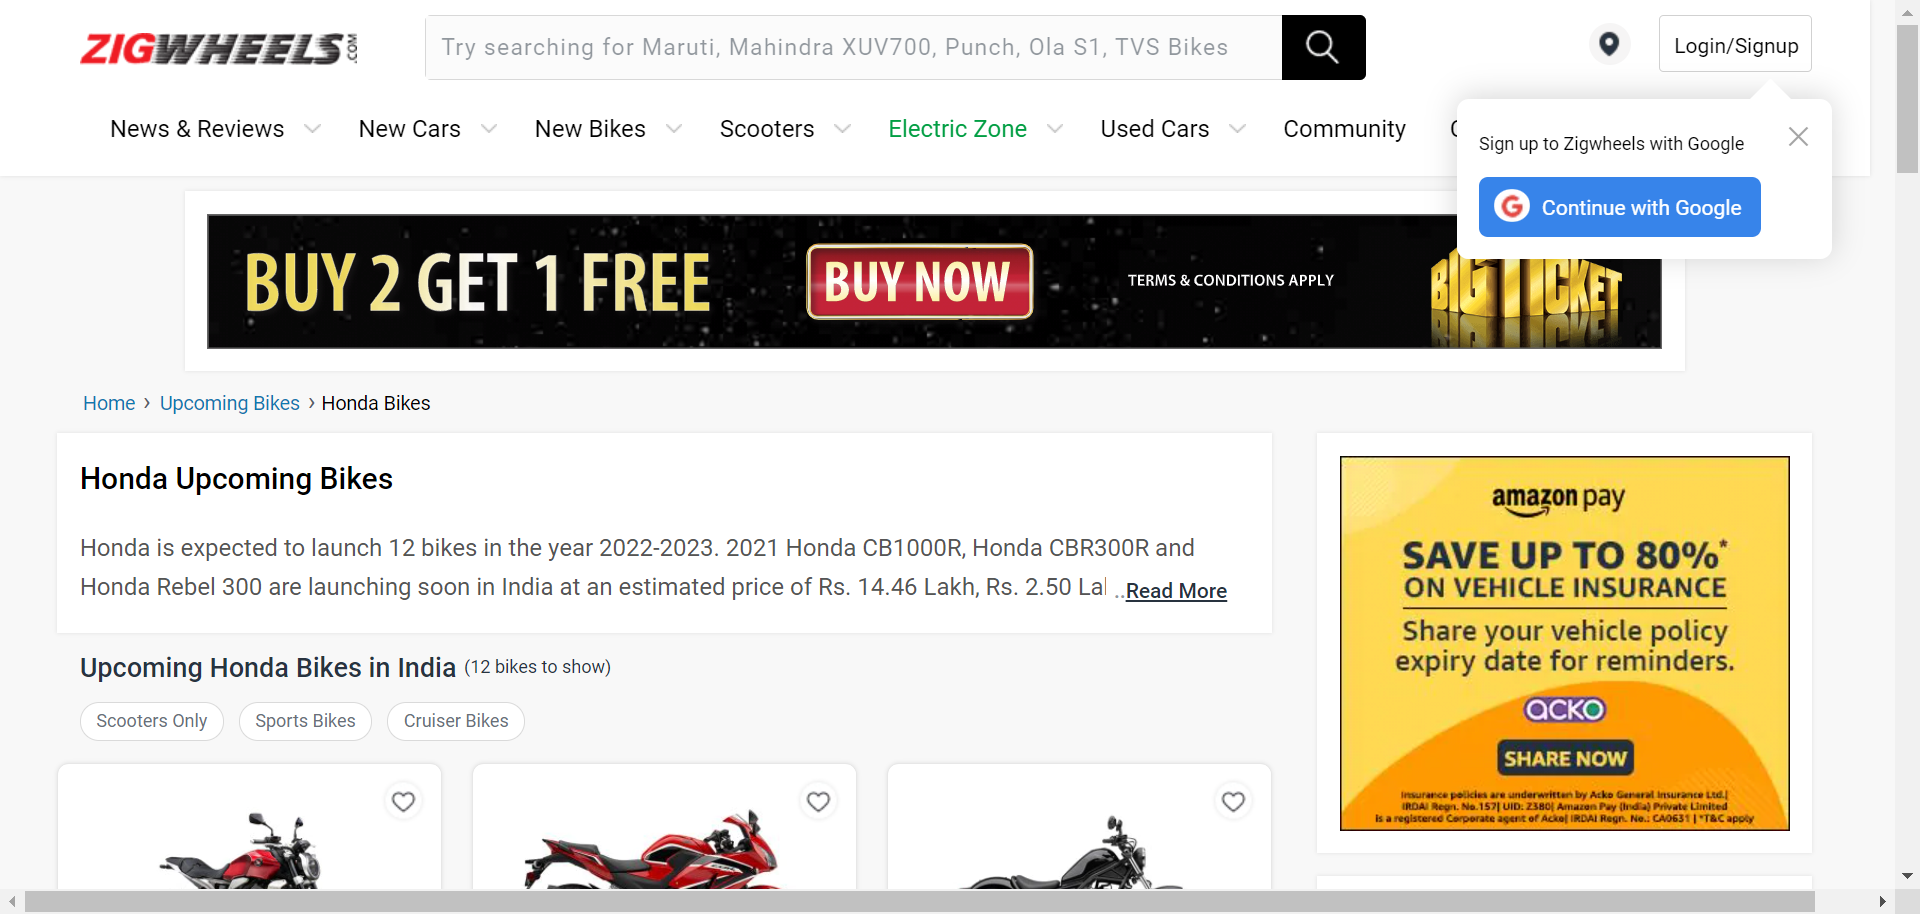 ZIGWHEELS.COM
Try searching for Maruti, Mahindra XUV700, Punch, Ola S1, TVS Bikes
Login/Signup
News & Reviews
New Cars
New Bikes
Scooters
Electric Zone
Used Cars
Community
Sign up to Zigwheels with Google
G Continue with Google
BUY 2 GET 1 FREE
BUY NOW
TERMS & CONDITIONS APPLY
BIG TICKET
Home › Upcoming Bikes › Honda Bikes
Honda Upcoming Bikes
Honda is expected to launch 12 bikes in the year 2022-2023. 2021 Honda CB1000R, Honda CBR300R and
Honda Rebel 300 are launching soon in India at an estimated price of Rs. 14.46 Lakh, Rs. 2.50 Lal ..Read More
Upcoming Honda Bikes in India (12 bikes to show)
Scooters Only
Sports Bikes
Cruiser Bikes
amazon pay
SAVE UP TO 80%*
ON VEHICLE INSURANCE
Share your vehicle policy
expiry date for reminders.
acko
SHARE NOW
Insurance policies are underwritten by Acko General Insurance Ltd.|
IRDAI Regn. No.157| UID: 2380| Amazon Pay (India) Private Limited
is a registered Corporate agent of Acko| IRDAI Regn. No.: CA0631 | *T&C apply